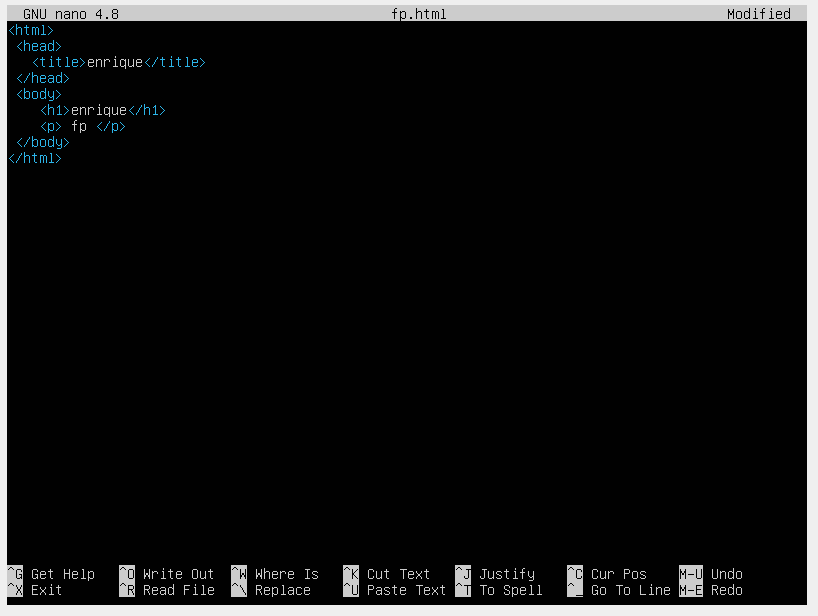 GNU nano 4.8 fp.html Modified
<html>
 <head>
   <title>enrique</title>
 </head>
 <body>
    <h1>enrique</h1>
    <p> fp </p>
 </body>
</html>
^G Get Help ^O Write Out ^W Where Is ^K Cut Text ^J Justify ^C Cur Pos M-U Undo
^X Exit ^R Read File ^\ Replace ^U Paste Text ^T To Spell ^_ Go To Line M-E Redo